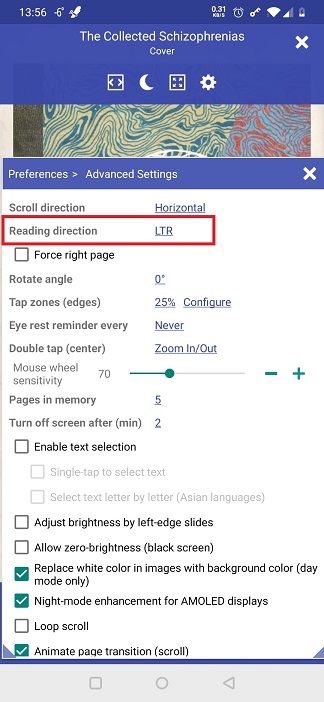 13:56 -6° 0.31 KB/s
The Collected Schizophrenias
Cover
Preferences > Advanced Settings
Scroll direction Horizontal
Reading direction LTR
Force right page
Rotate angle 0°
Tap zones (edges) 25% Configure
Eye rest reminder every Never
Double tap (center) Zoom In/Out
Mouse wheel sensitivity 70
Pages in memory 5
Turn off screen after (min) 2
Enable text selection
Single-tap to select text
Select text letter by letter (Asian languages)
Adjust brightness by left-edge slides
Allow zero-brightness (black screen)
Replace white color in images with background color (day
mode only)
Night-mode enhancement for AMOLED displays
Loop scroll
Animate page transition (scroll)